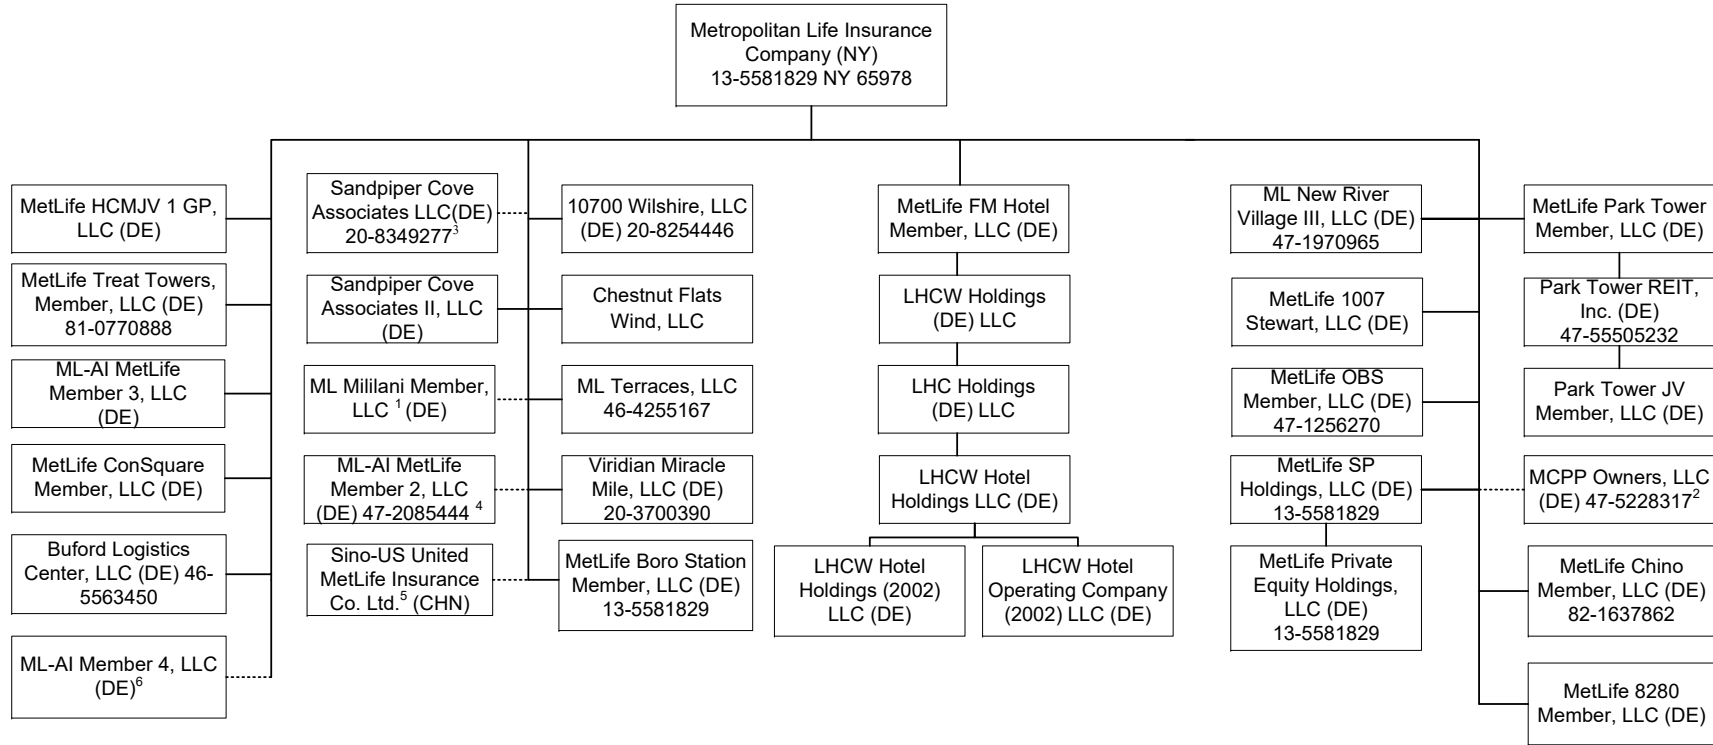 Metropolitan Life Insurance
Company (NY)
13-5581829 NY 65978
MetLife HCMJV 1 GP,
LLC (DE)
MetLife Treat Towers,
Member, LLC (DE)
81-0770888
ML-AI MetLife
Member 3, LLC
(DE)
MetLife ConSquare
Member, LLC (DE)
Buford Logistics
Center, LLC (DE) 46-
5563450
ML-AI Member 4, LLC
(DE)6
Sandpiper Cove
Associates LLC(DE)
20-83492773
Sandpiper Cove
Associates II, LLC
(DE)
ML Mililani Member,
LLC 1 (DE)
ML-AI MetLife
Member 2, LLC
(DE) 47-2085444 4
Sino-US United
MetLife Insurance
Co. Ltd.5 (CHN)
10700 Wilshire, LLC
(DE) 20-8254446
Chestnut Flats
Wind, LLC
ML Terraces, LLC
46-4255167
Viridian Miracle
Mile, LLC (DE)
20-3700390
MetLife Boro Station
Member, LLC (DE)
13-5581829
MetLife FM Hotel
Member, LLC (DE)
LHCW Holdings
(DE) LLC
LHC Holdings
(DE) LLC
LHCW Hotel
Holdings LLC (DE)
LHCW Hotel
Holdings (2002)
LLC (DE)
LHCW Hotel
Operating Company
(2002) LLC (DE)
ML New River
Village III, LLC (DE)
47-1970965
MetLife 1007
Stewart, LLC (DE)
MetLife OBS
Member, LLC (DE)
47-1256270
MetLife SP
Holdings, LLC (DE)
13-5581829
MetLife Private
Equity Holdings,
LLC (DE)
13-5581829
MetLife Park Tower
Member, LLC (DE)
Park Tower REIT,
Inc. (DE)
47-55505232
Park Tower JV
Member, LLC (DE)
MCPP Owners, LLC
(DE) 47-52283172
MetLife Chino
Member, LLC (DE)
82-1637862
MetLife 8280
Member, LLC (DE)